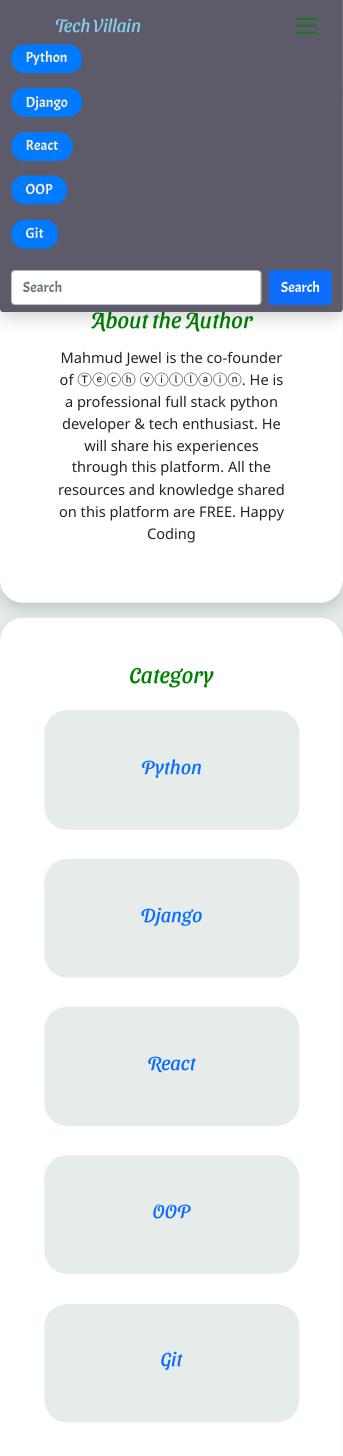 Tech Villain
Python
Django
React
OOP
Git
Search Search
About the Author
Mahmud Jewel is the co-founder
of Ⓣⓔⓒⓗ ⓥⓘⓛⓛⓐⓘⓝ. He is
a professional full stack python
developer & tech enthusiast. He
will share his experiences
through this platform. All the
resources and knowledge shared
on this platform are FREE. Happy
Coding
Category
Python
Django
React
OOP
Git